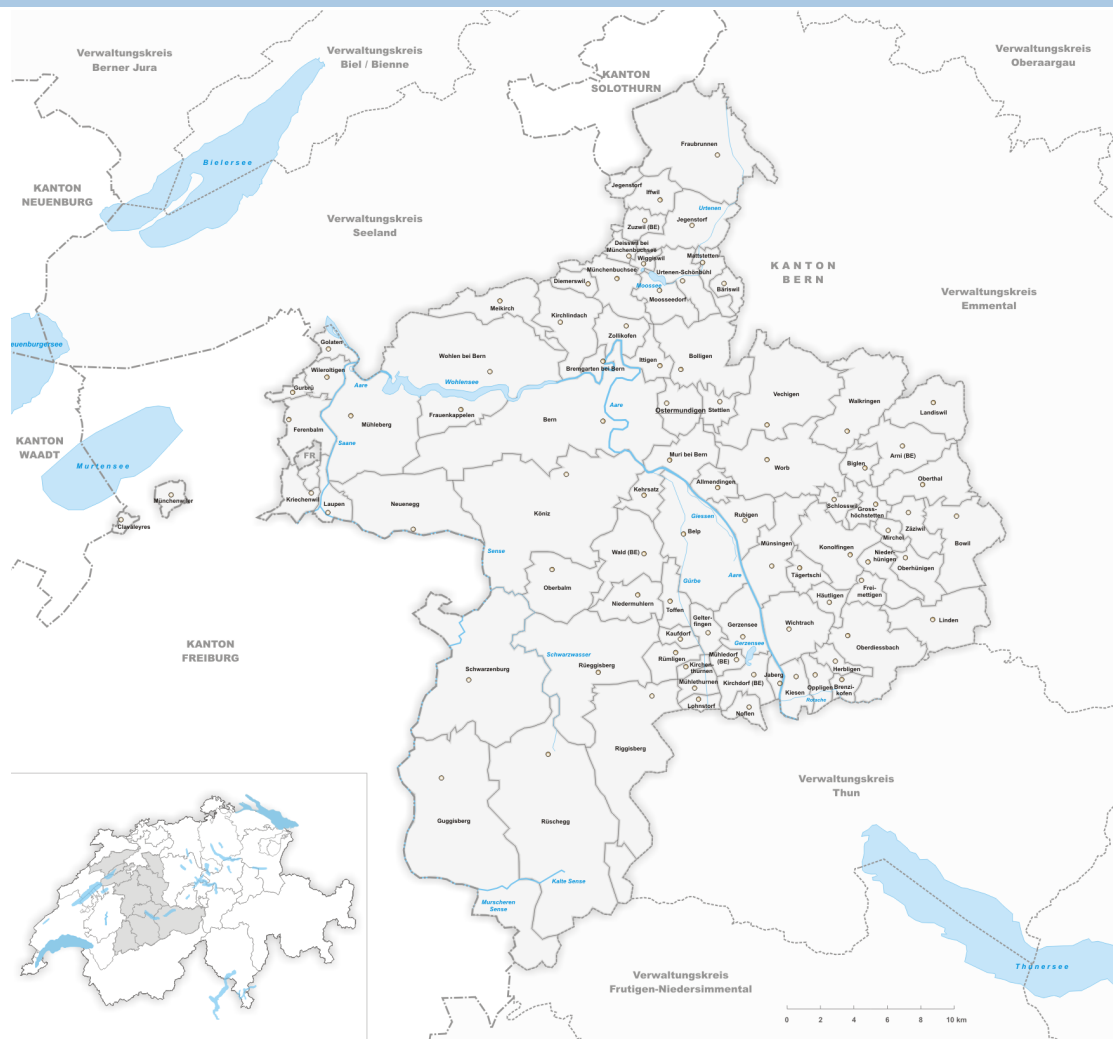 Verwaltungskreis
Berner Jura
Verwaltungskreis
Biel / Bienne
KANTON
SOLOTHURN
Verwaltungskreis
Oberaargau
Bielersee
KANTON
NEUENBURG
Verwaltungskreis
Seeland
Fraubrunnen
Jegenstorf
Iffwil
Urtenen
Zuzwil (BE)
Jegenstorf
Deisswil bei
Münchenbuchsee
Wiggiswil
Mattstetten
Münchenbuchsee
Urtenen-Schönbühl
Diemerswil
Moossee
Moosseedorf
Bäriswil
KANTON
BERN
Verwaltungskreis
Emmental
Meikirch
Kirchlindach
Zollikofen
Golaten
Wohlen bei Bern
Ittigen
Bolligen
Bremgarten bei Bern
Wileroltigen
Aare
Wohlensee
Gurbrü
Frauenkappelen
Aare
Ostermundigen
Stettlen
Vechigen
Walkringen
Landiswil
Mühleberg
Bern
Ferenbalm
Saane
FR
KANTON
WAADT
Murtensee
Münchenwiler
Clavaleyres
Kriechenwil
Laupen
Neuenegg
Köniz
Muri bei Bern
Allmendingen
Worb
Biglen
Arni (BE)
Oberthal
Kehrsatz
Giessen
Rubigen
Schlosswil
Gross-
höchstetten
Zäziwil
Mirchel
Bowil
Belp
Münsingen
Konolfingen
Nieder-
hünigen
Oberhünigen
Sense
Wald (BE)
Oberbalm
Gürbe
Aare
Tägertschi
Frei-
mettigen
Häutligen
Niedermuhlern
Toffen
Gelter-
fingen
Gerzensee
Wichtrach
Linden
Kaufdorf
Gerzensee
Oberdiessbach
KANTON
FREIBURG
Schwarzwasser
Schwarzenburg
Rüeggisberg
Rümligen
Kirchen-
thurnen
Mühledorf
(BE)
Herbligen
Mühlethurnen
Kirchdorf (BE)
Jaberg
Kiesen
Oppligen
Brenzi-
kofen
Lohnstorf
Noflen
Riggisberg
Verwaltungskreis
Thun
Guggisberg
Rüschegg
Kalte Sense
Murscheren
Sense
Thunersee
Verwaltungskreis
Frutigen-Niedersimmental
0 2 4 6 8 10 km